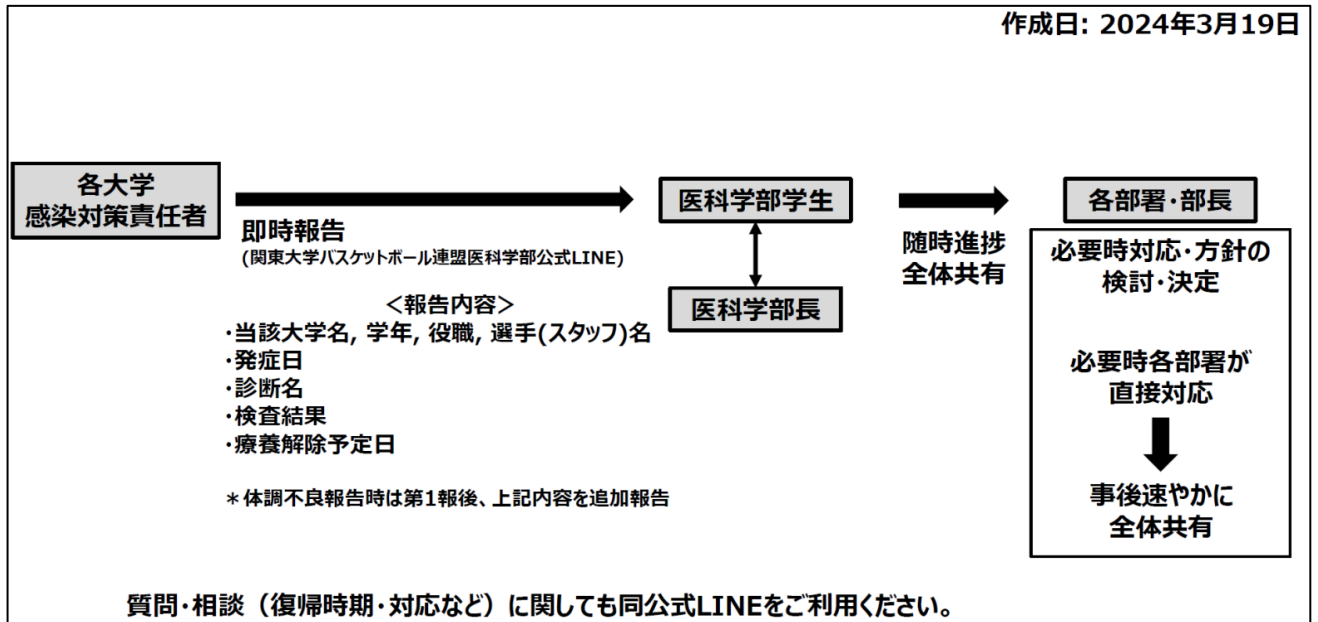 作成日: 2024年3月19日
各大学
感染対策責任者
即時報告
(関東大学バスケットボール連盟医科学部公式LINE)
<報告内容>
・当該大学名, 学年, 役職, 選手(スタッフ)名
・発症日
・診断名
・検査結果
・療養解除予定日
＊体調不良報告時は第1報後、上記内容を追加報告
医科学部学生
医科学部長
随時進捗
全体共有
各部署・部長
必要時対応・方針の
検討・決定
必要時各部署が
直接対応
事後速やかに
全体共有
質問・相談（復帰時期・対応など）に関しても同公式LINEをご利用ください。